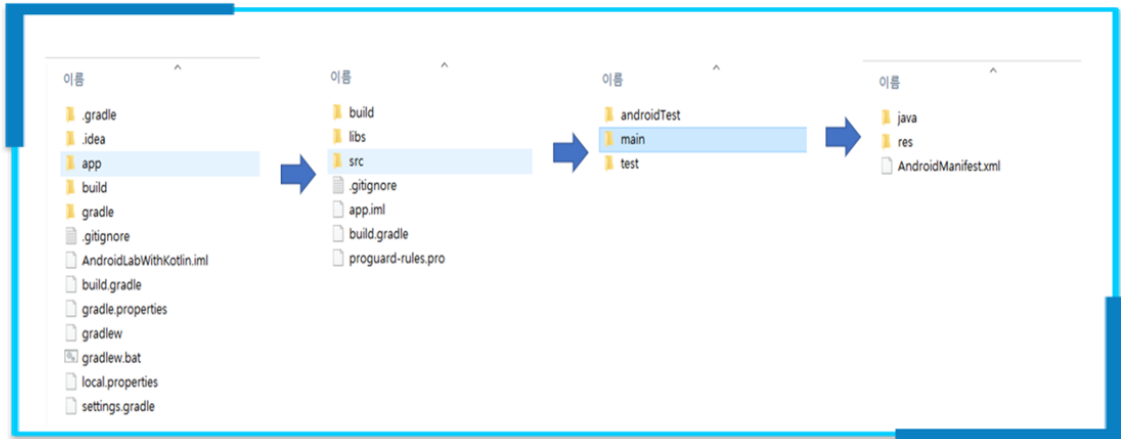 이름
.gradle
.idea
app
build
gradle
.gitignore
AndroidLabWithKotlin.iml
build.gradle
gradle.properties
gradlew
gradlew.bat
local.properties
settings.gradle
이름
build
libs
src
.gitignore
app.iml
build.gradle
proguard-rules.pro
이름
androidTest
main
test
이름
java
res
AndroidManifest.xml